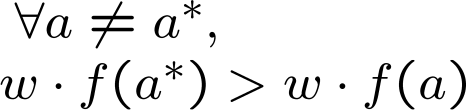 ∀a ≠ a*,
w · f(a*) > w · f(a)